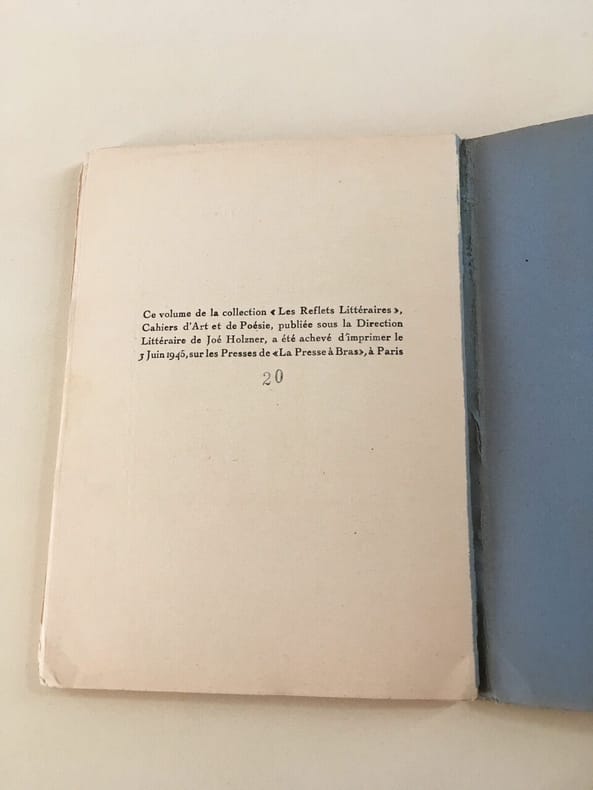 Ce volume de la collection « Les Reflets Littéraires »,
Cahiers d'Art et de Poésie, publiée sous la Direction
Littéraire de Joé Holzner, a été achevé d'imprimer le
3 Juin 1945, sur les Presses de «La Presse à Bras», à Paris
20